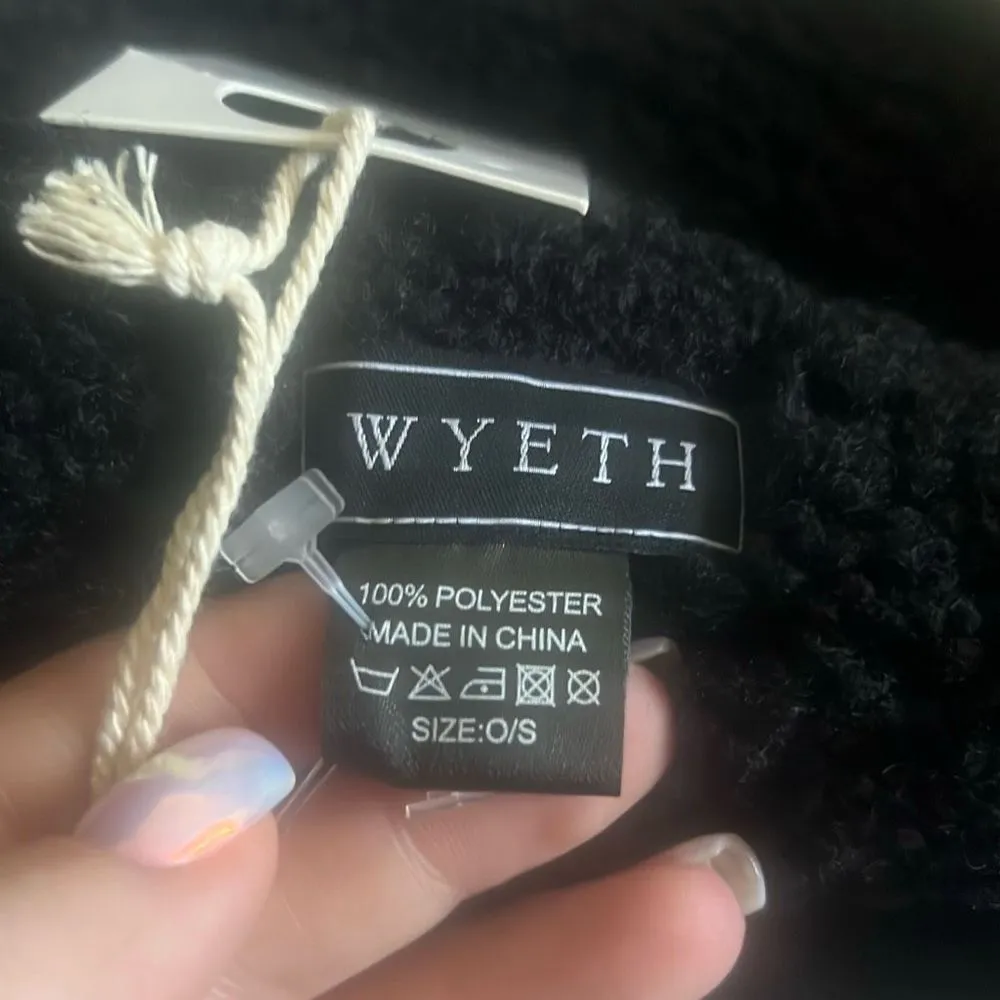 WYETH
100% POLYESTER
MADE IN CHINA
SIZE:O/S